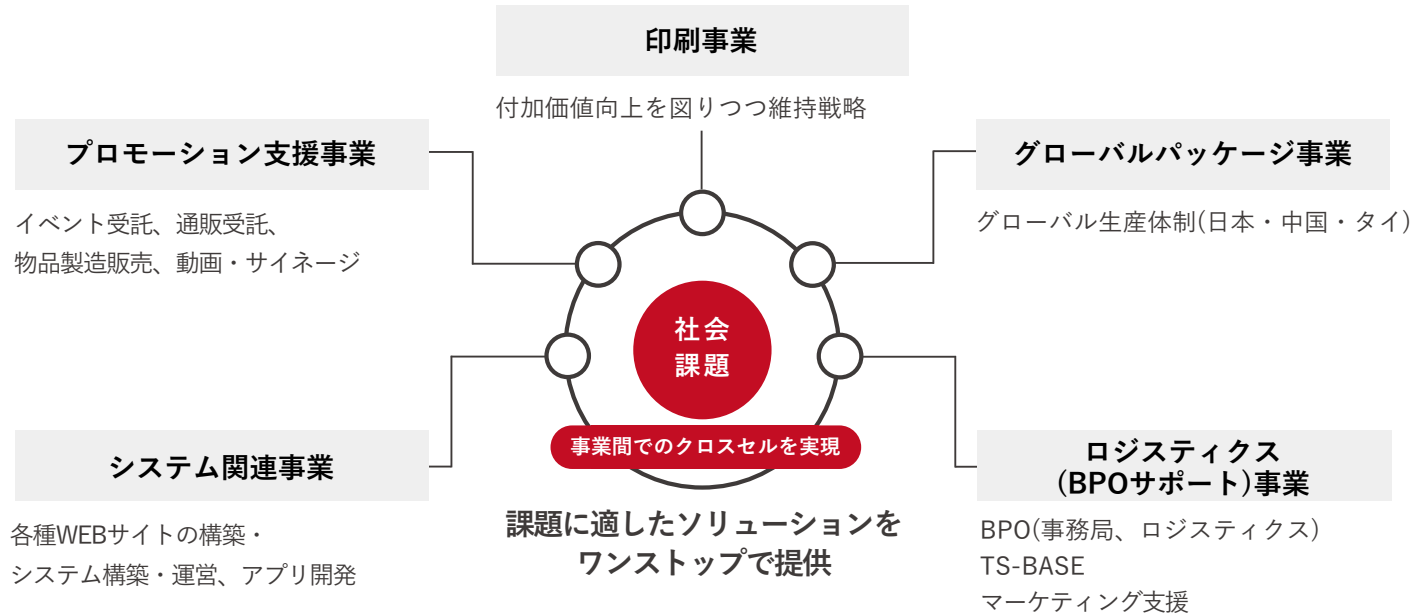 印刷事業
付加価値向上を図りつつ維持戦略
プロモーション支援事業
イベント受託、通販受託、
物品製造販売、動画・サイネージ
グローバルパッケージ事業
グローバル生産体制(日本・中国・タイ)
社会
課題
事業間でのクロスセルを実現
課題に適したソリューションを
ワンストップで提供
システム関連事業
各種WEBサイトの構築・
システム構築・運営、アプリ開発
ロジスティクス
(BPOサポート)事業
BPO(事務局、ロジスティクス)
TS-BASE
マーケティング支援